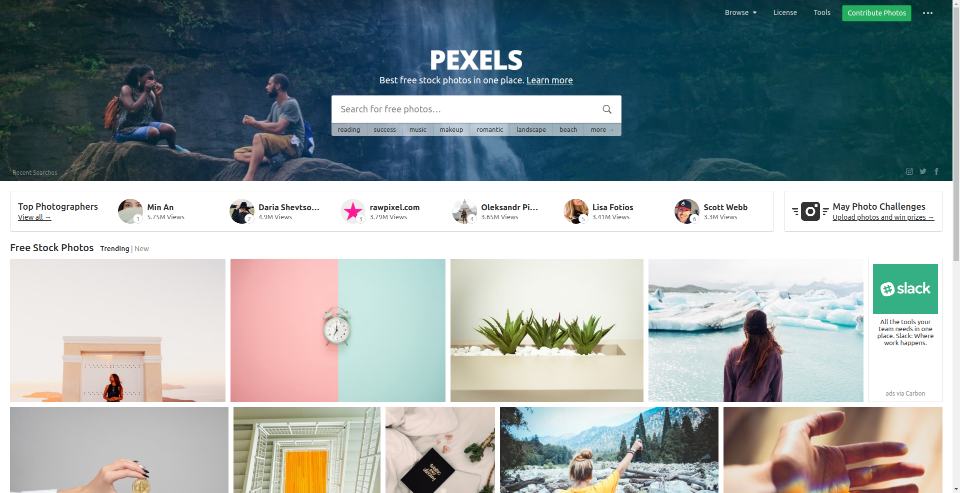 Browse
License
Tools
Contribute Photos
PEXELS
Best free stock photos in one place. Learn more
Search for free photos...
reading success music makeup romantic landscape beach more →
Recent Searches
Top Photographers
View all →
Min An
5.75M Views
1
Daria Shevtso...
4.9M Views
2
rawpixel.com
3.79M Views
3
Oleksandr Pi...
3.65M Views
4
Lisa Fotios
3.41M Views
5
Scott Webb
3.3M Views
6
May Photo Challenges
Upload photos and win prizes →
Free Stock Photos Trending | New
slack
All the tools your
team needs in one
place. Slack: Where
work happens.
ads via Carbon